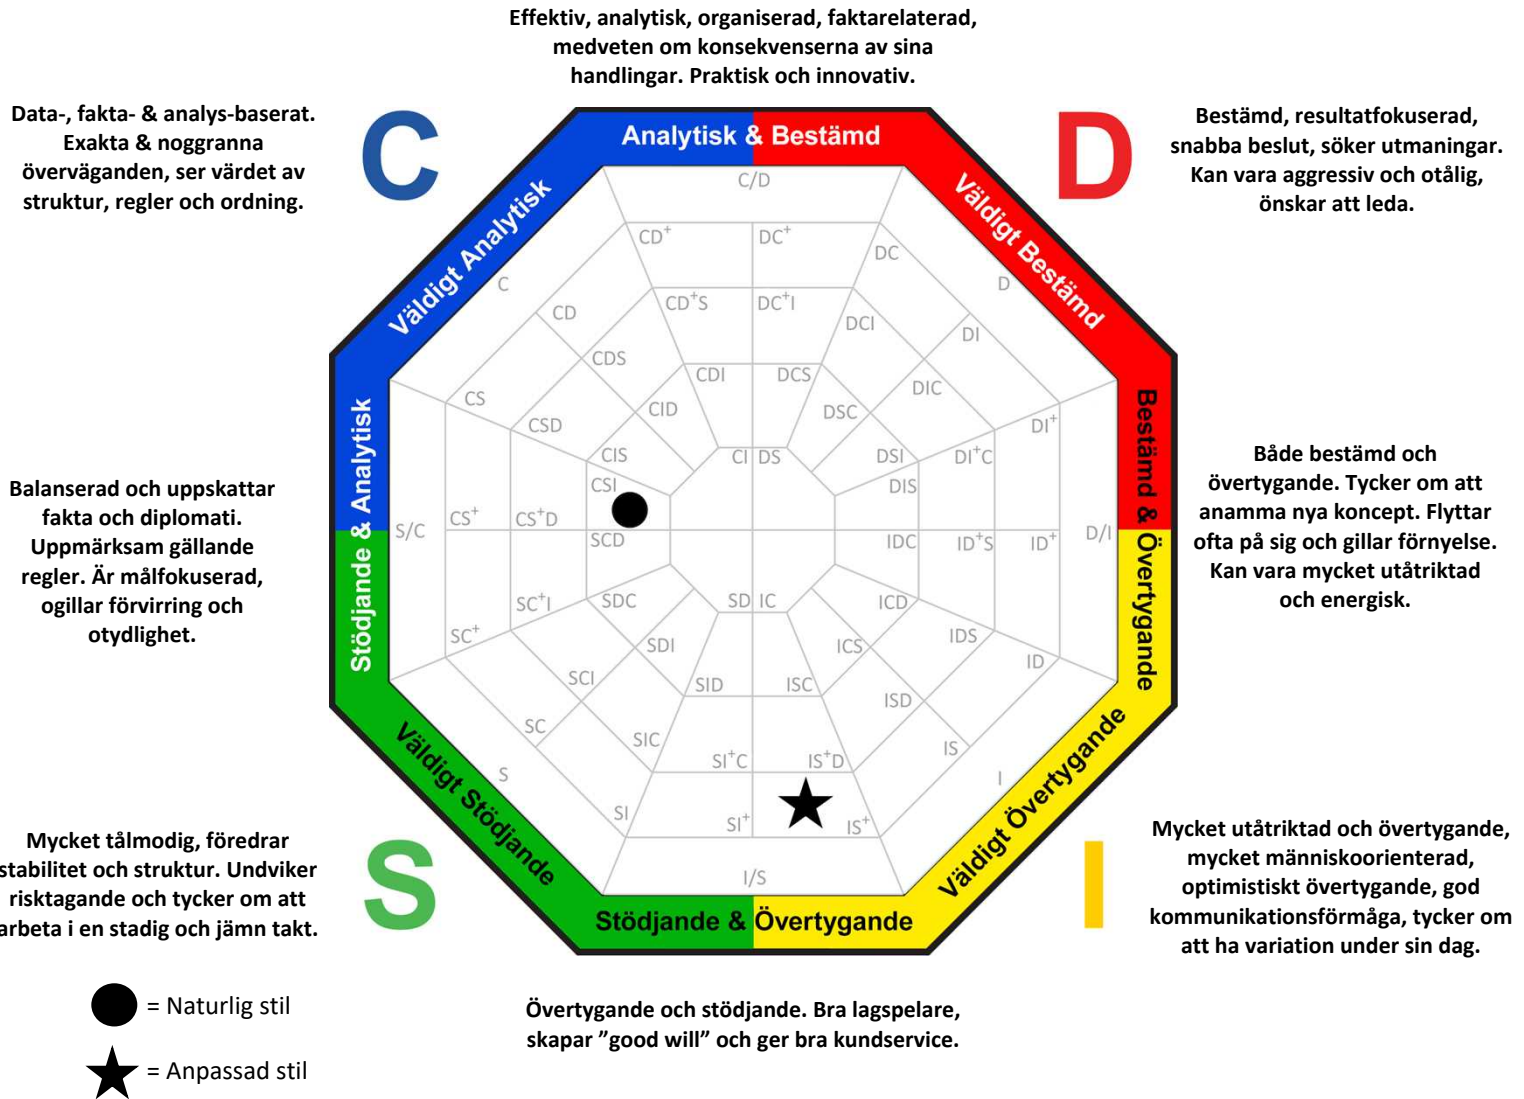 Effektiv, analytisk, organiserad, faktarelaterad,
medveten om konsekvenserna av sina
handlingar. Praktisk och innovativ.
Data-, fakta- & analys-baserat.
Exakta & noggranna
överväganden, ser värdet av
struktur, regler och ordning.
C
D
Bestämd, resultatfokuserad,
snabba beslut, söker utmaningar.
Kan vara aggressiv och otålig,
önskar att leda.
Analytisk & Bestämd
Väldigt Analytisk
Väldigt Bestämd
C/D
CD+
DC+
DC
C
D
CD+S
DC+I
CD
DCI
DI
CDS
CDI
DCS
DIC
CS
CID
DSC
CSD
DI+
CIS
CI
DS
DSI
DI+C
CSI
DIS
CS+
CS+D
S/C
SCD
IDC
ID+S
ID+
D/I
Stödjande & Analytisk
Bestämd & Övertygande
Balanserad och uppskattar
fakta och diplomati.
Uppmärksam gällande
regler. Är målfokuserad,
ogillar förvirring och
otydlighet.
Både bestämd och
övertygande. Tycker om att
anamma nya koncept. Flyttar
ofta på sig och gillar förnyelse.
Kan vara mycket utåtriktad
och energisk.
SC+I
SDC
SD
IC
ICD
SC+
SDI
ICS
IDS
SCI
SID
ISC
ID
ISD
SC
SIC
SI+C
IS+D
IS
S
I
SI
SI+
IS+
I/S
Väldigt Stödjande
Väldigt Övertygande
Stödjande & Övertygande
Mycket tålmodig, föredrar
stabilitet och struktur. Undviker
risktagande och tycker om att
arbeta i en stadig och jämn takt.
S
I
Mycket utåtriktad och övertygande,
mycket människoorienterad,
optimistiskt övertygande, god
kommunikationsförmåga, tycker om
att ha variation under sin dag.
= Naturlig stil
= Anpassad stil
Övertygande och stödjande. Bra lagspelare,
skapar ”good will” och ger bra kundservice.